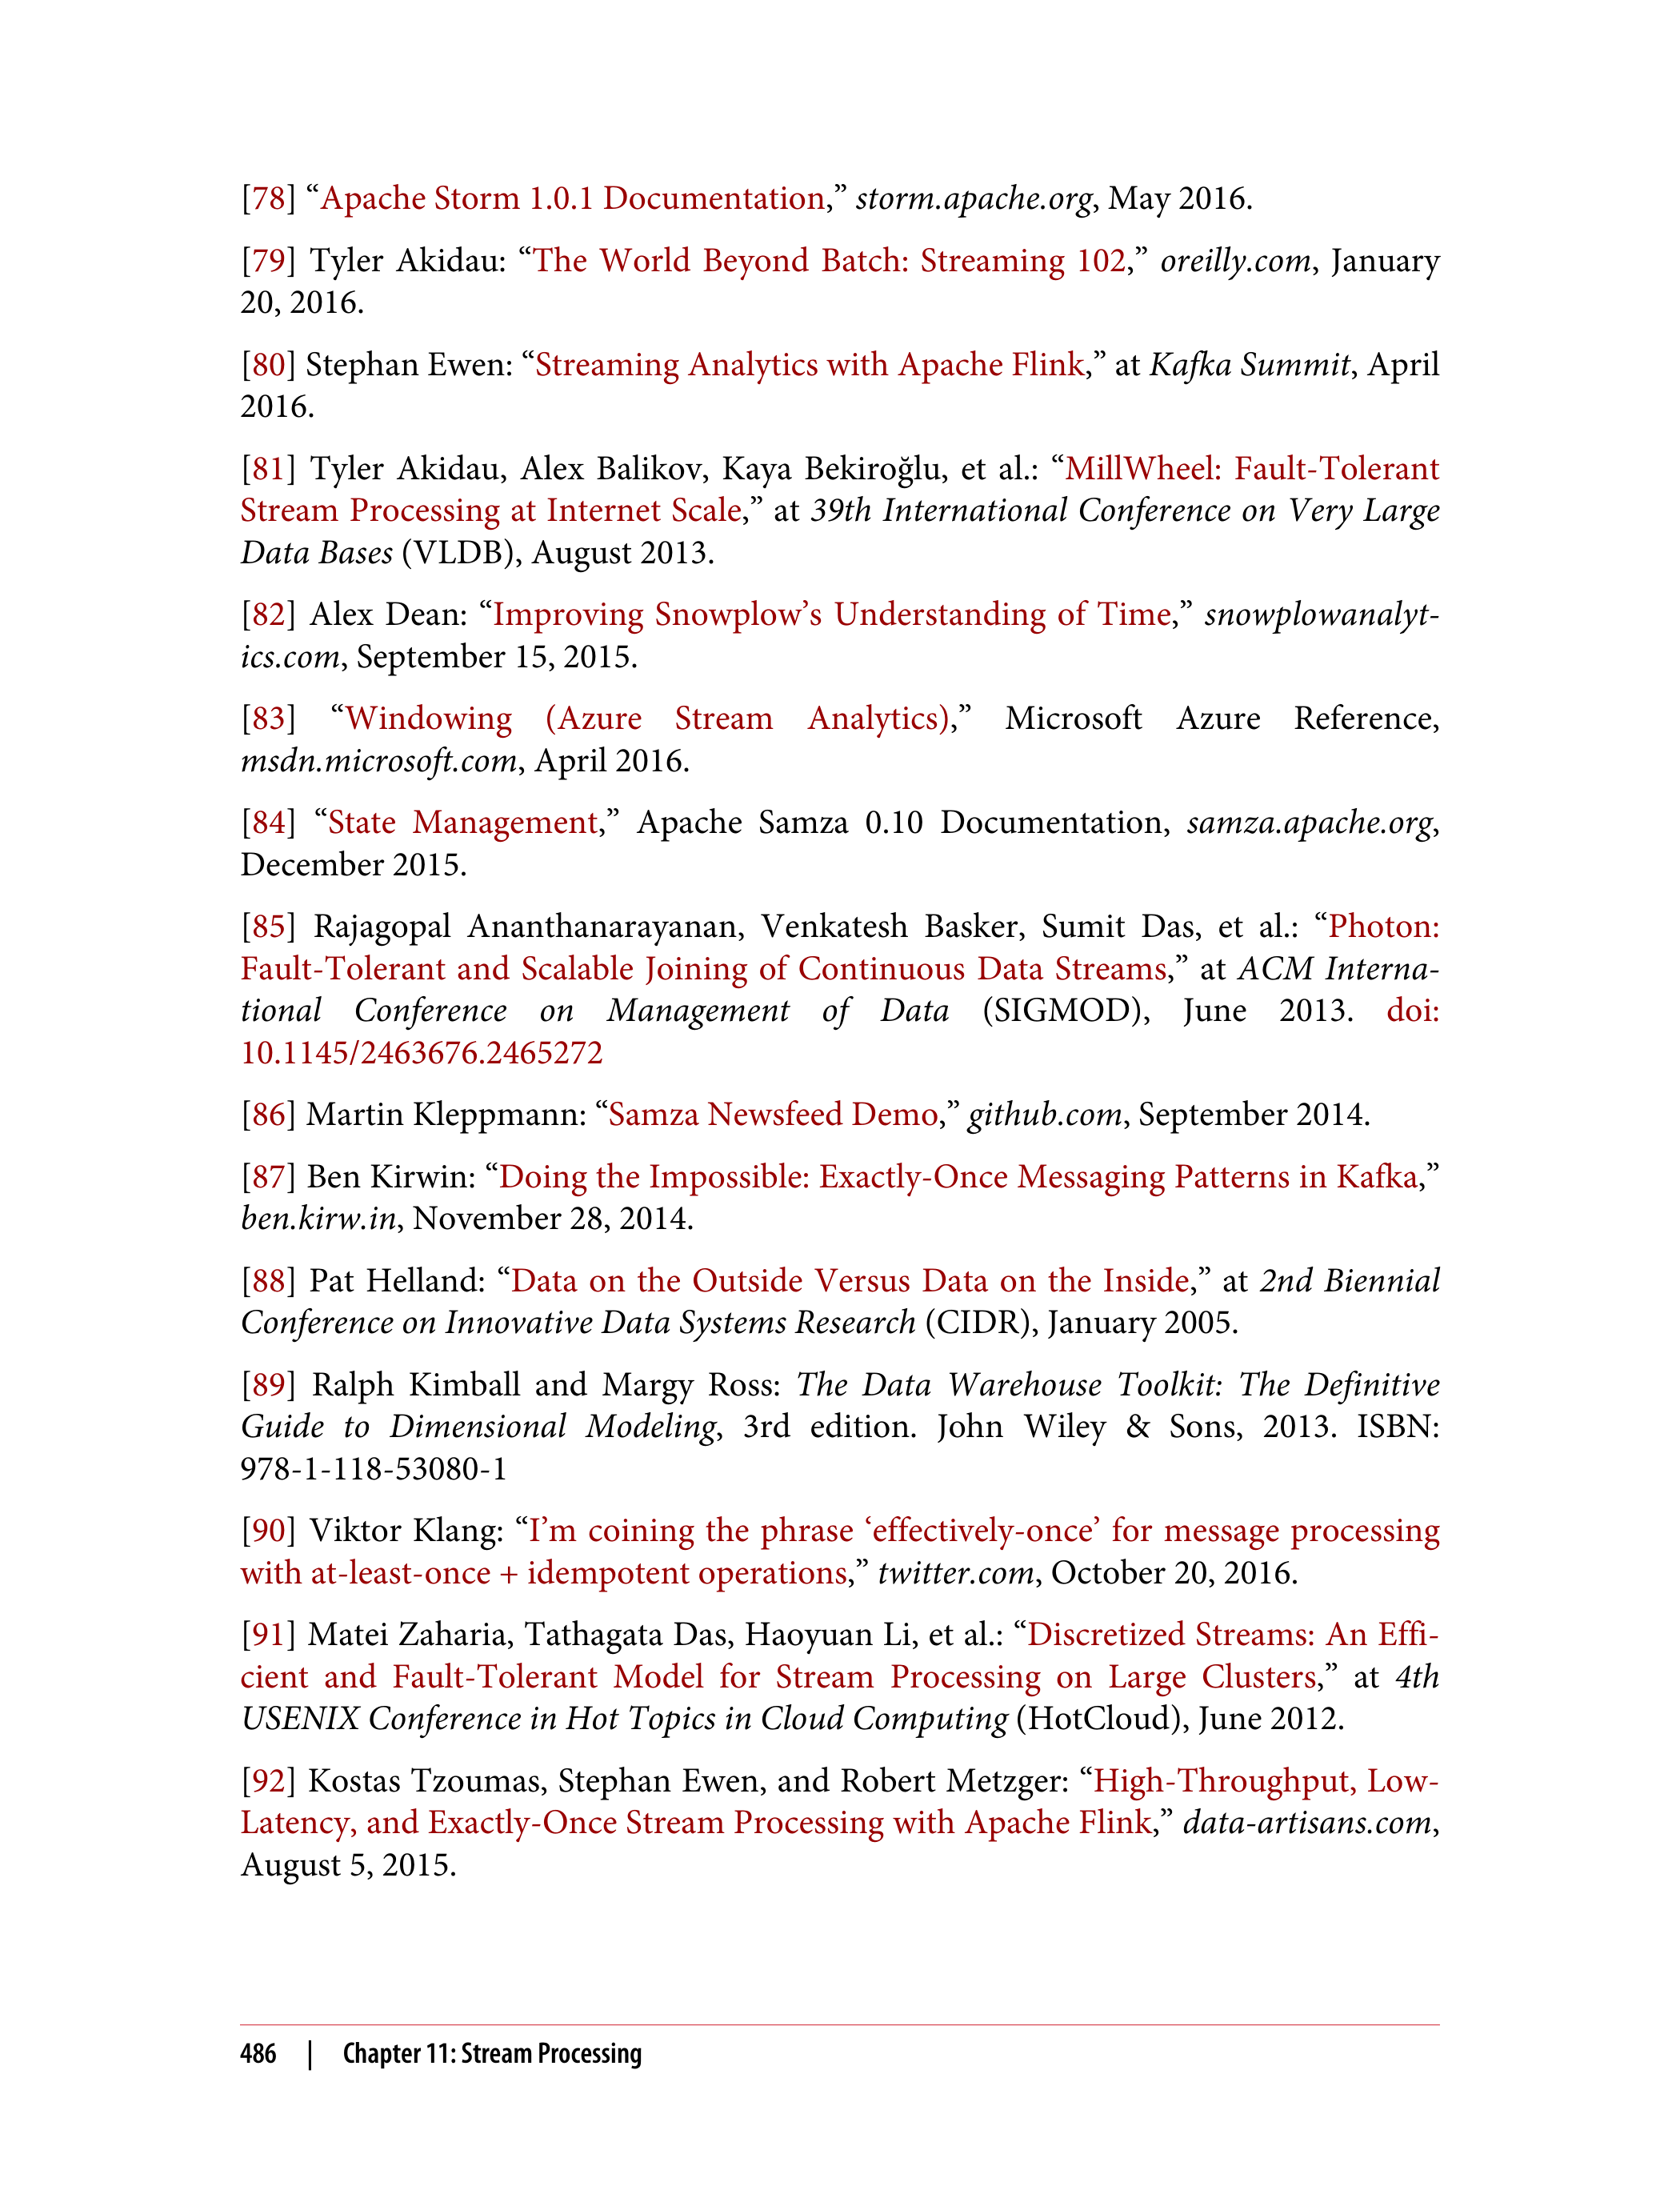 [78] “Apache Storm 1.0.1 Documentation,” storm.apache.org, May 2016.
[79] Tyler Akidau: “The World Beyond Batch: Streaming 102,” oreilly.com, January
20, 2016.
[80] Stephan Ewen: “Streaming Analytics with Apache Flink,” at Kafka Summit, April
2016.
[81] Tyler Akidau, Alex Balikov, Kaya Bekiroğlu, et al.: “MillWheel: Fault-Tolerant
Stream Processing at Internet Scale,” at 39th International Conference on Very Large
Data Bases (VLDB), August 2013.
[82] Alex Dean: “Improving Snowplow’s Understanding of Time,” snowplowanalyt-
ics.com, September 15, 2015.
[83] “Windowing (Azure Stream Analytics),” Microsoft Azure Reference,
msdn.microsoft.com, April 2016.
[84] “State Management,” Apache Samza 0.10 Documentation, samza.apache.org,
December 2015.
[85] Rajagopal Ananthanarayanan, Venkatesh Basker, Sumit Das, et al.: “Photon:
Fault-Tolerant and Scalable Joining of Continuous Data Streams,” at ACM Interna-
tional Conference on Management of Data (SIGMOD), June 2013. doi:
10.1145/2463676.2465272
[86] Martin Kleppmann: “Samza Newsfeed Demo,” github.com, September 2014.
[87] Ben Kirwin: “Doing the Impossible: Exactly-Once Messaging Patterns in Kafka,”
ben.kirw.in, November 28, 2014.
[88] Pat Helland: “Data on the Outside Versus Data on the Inside,” at 2nd Biennial
Conference on Innovative Data Systems Research (CIDR), January 2005.
[89] Ralph Kimball and Margy Ross: The Data Warehouse Toolkit: The Definitive
Guide to Dimensional Modeling, 3rd edition. John Wiley & Sons, 2013. ISBN:
978-1-118-53080-1
[90] Viktor Klang: “I’m coining the phrase ‘effectively-once’ for message processing
with at-least-once + idempotent operations,” twitter.com, October 20, 2016.
[91] Matei Zaharia, Tathagata Das, Haoyuan Li, et al.: “Discretized Streams: An Effi-
cient and Fault-Tolerant Model for Stream Processing on Large Clusters,” at 4th
USENIX Conference in Hot Topics in Cloud Computing (HotCloud), June 2012.
[92] Kostas Tzoumas, Stephan Ewen, and Robert Metzger: “High-Throughput, Low-
Latency, and Exactly-Once Stream Processing with Apache Flink,” data-artisans.com,
August 5, 2015.
486 | Chapter 11: Stream Processing